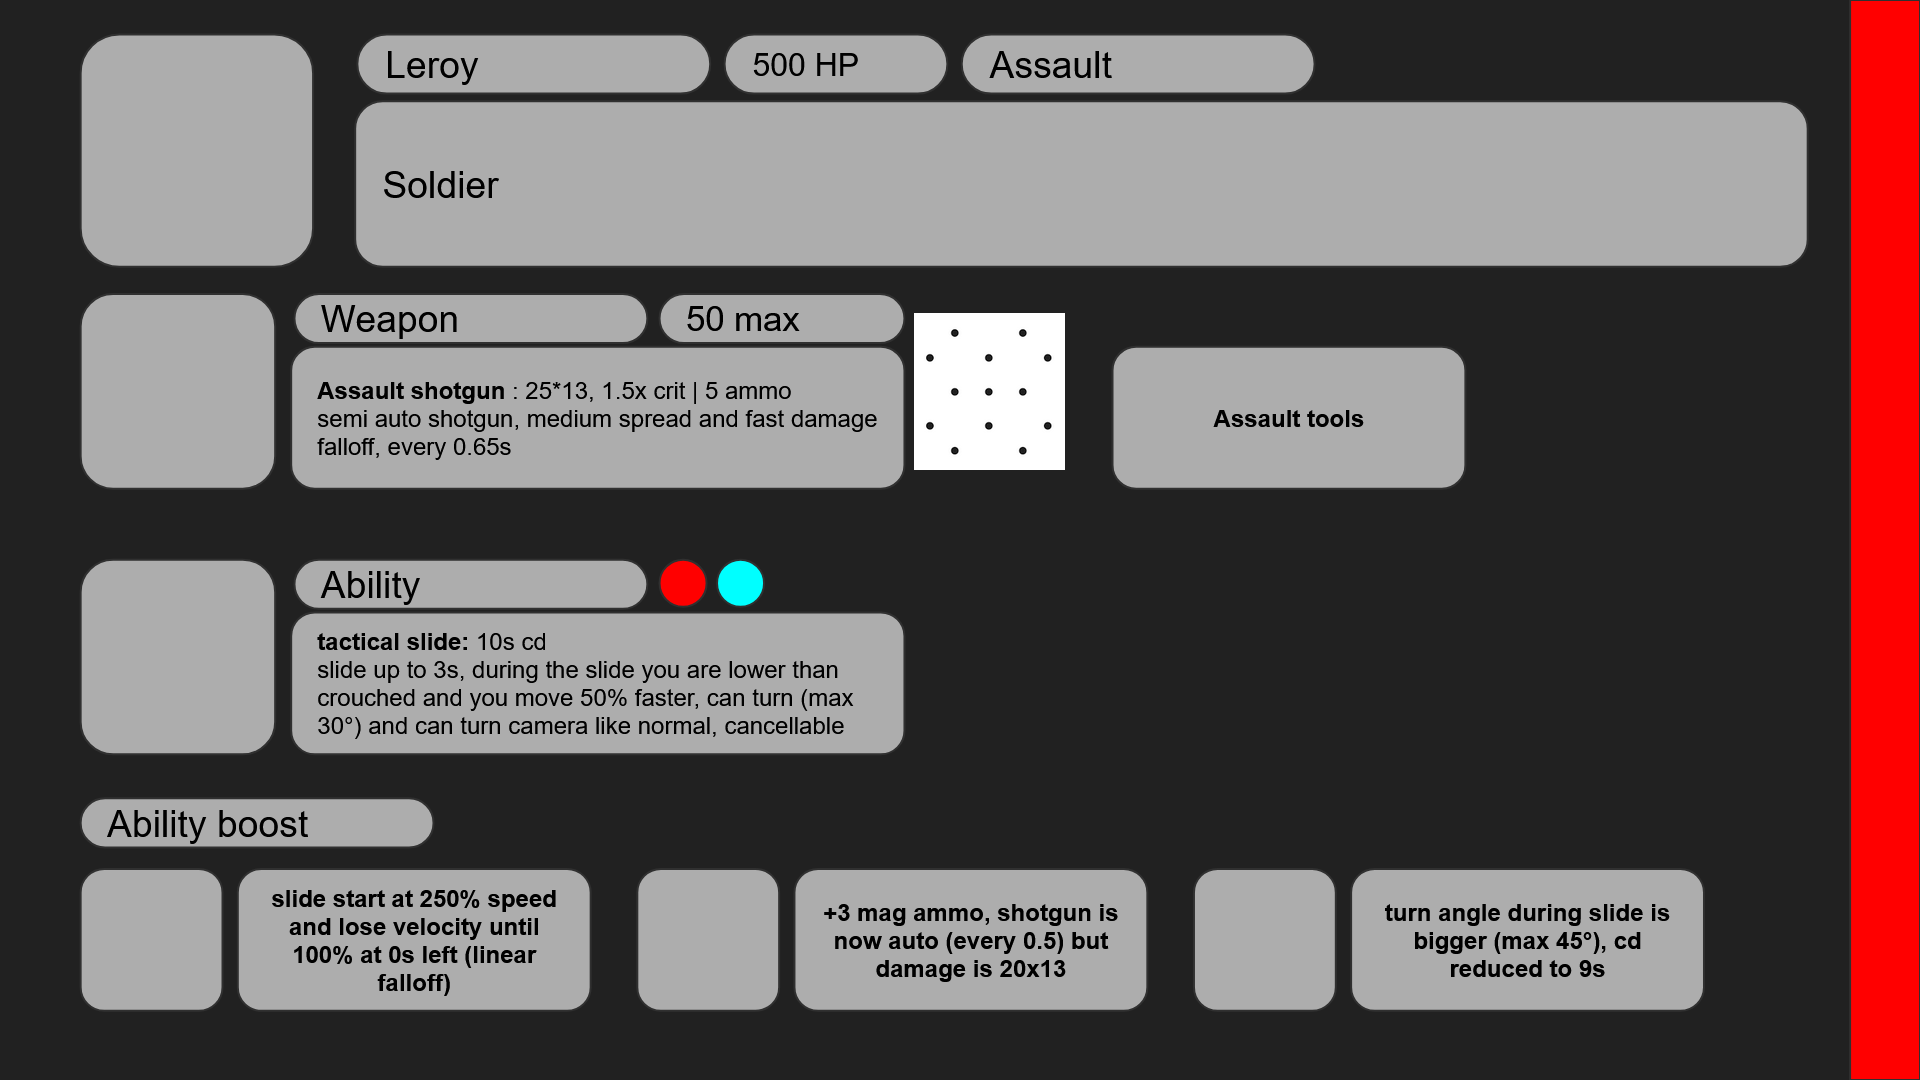 Leroy
500 HP
Assault
Soldier
Weapon
50 max
Assault shotgun : 25*13, 1.5x crit | 5 ammo
semi auto shotgun, medium spread and fast damage
falloff, every 0.65s
Assault tools
Ability
tactical slide: 10s cd
slide up to 3s, during the slide you are lower than
crouched and you move 50% faster, can turn (max
30°) and can turn camera like normal, cancellable
Ability boost
slide start at 250% speed
and lose velocity until
100% at 0s left (linear
falloff)
+3 mag ammo, shotgun is
now auto (every 0.5) but
damage is 20x13
turn angle during slide is
bigger (max 45°), cd
reduced to 9s